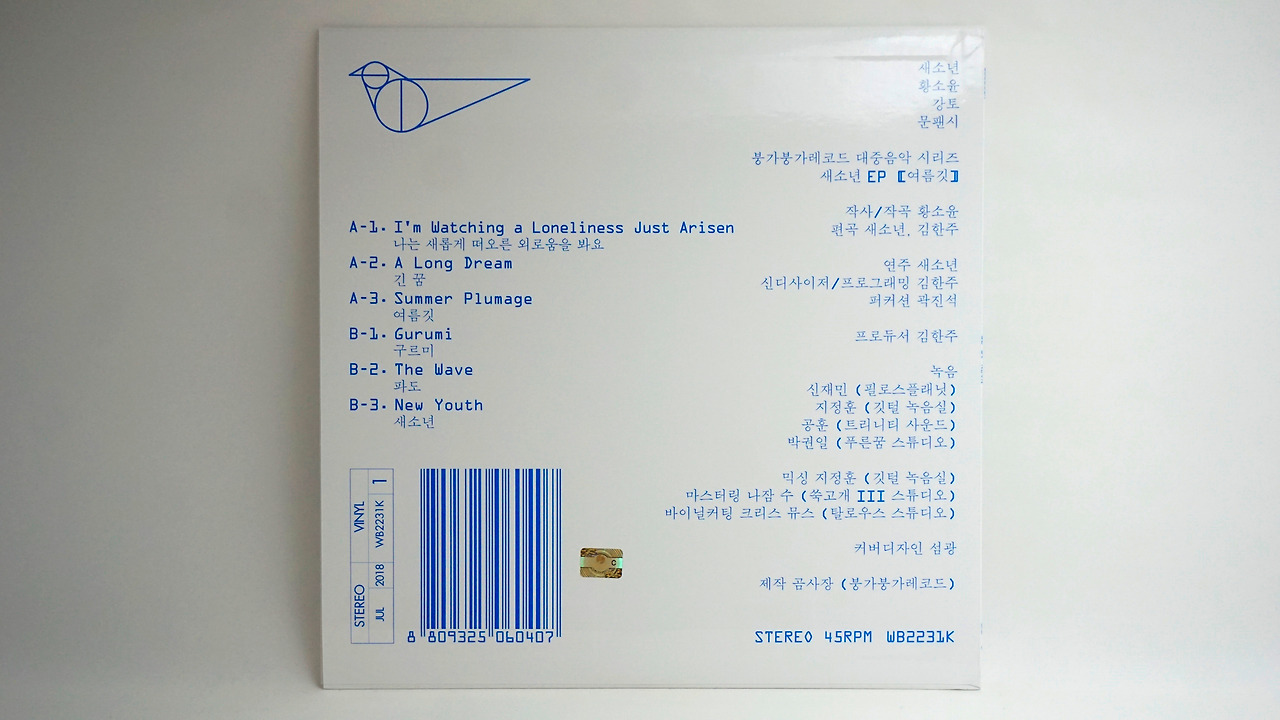 A-1. I'm Watching a Loneliness Just Arisen
나는 새롭게 떠오른 외로움을 봐요
A-2. A Long Dream
긴 꿈
A-3. Summer Plumage
여름깃
B-1. Gurumi
구르미
B-2. The Wave
파도
B-3. New Youth
새소년
STEREO VINYL
JUL 2018 WB2231K 1
8 809325 060407
새소년
황소윤
강토
문팬시
붕가붕가레코드 대중음악 시리즈
새소년 EP 【여름깃】
작사/작곡 황소윤
편곡 새소년, 김한주
연주 새소년
신디사이저/프로그래밍 김한주
퍼커션 곽진석
프로듀서 김한주
녹음
신재민 (필로스플래닛)
지정훈 (깃털 녹음실)
공훈 (트리니티 사운드)
박권일 (푸른꿈 스튜디오)
믹싱 지정훈 (깃털 녹음실)
마스터링 나잠 수 (쑥고개 III 스튜디오)
바이닐커팅 크리스 뮤스 (탈로우스 스튜디오)
커버디자인 섬광
제작 곰사장 (붕가붕가레코드)
STEREO 45RPM WB2231K